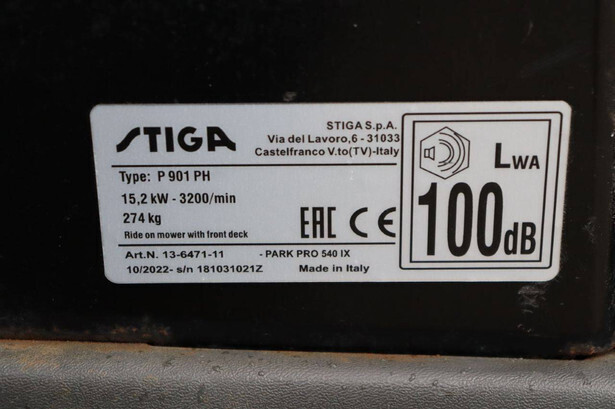 STIGA
STIGA S.p.A.
Via del Lavoro,6 - 31033
Castelfranco V.to(TV)-Italy
Type: P 901 PH
15,2 kW - 3200/min
274 kg
Ride on mower with front deck
EAC CE
Art.N. 13-6471-11 - PARK PRO 540 IX
10/2022- s/n 181031021Z Made in Italy
LWA
100dB